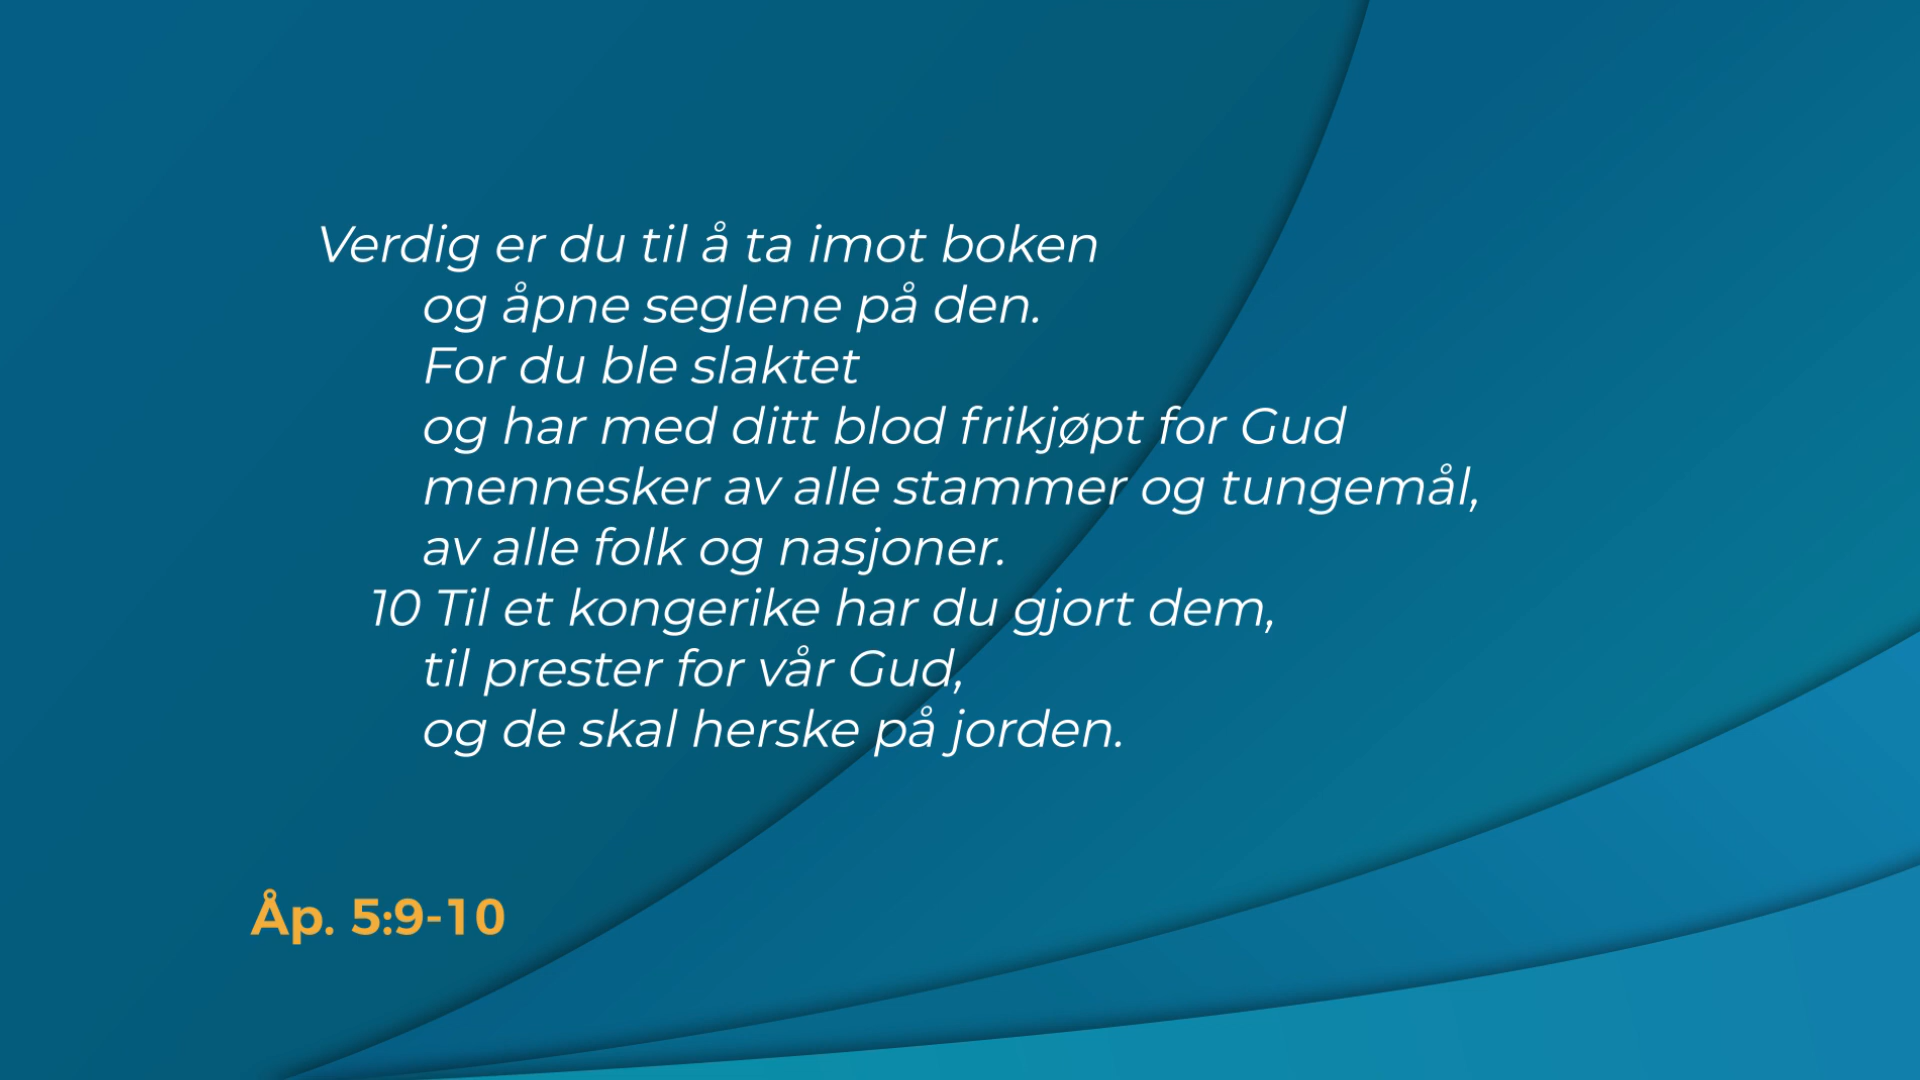 Verdig er du til å ta imot boken
og åpne seglene på den.
For du ble slaktet
og har med ditt blod frikjøpt for Gud
mennesker av alle stammer og tungemål,
av alle folk og nasjoner.
10 Til et kongerike har du gjort dem,
til prester for vår Gud,
og de skal herske på jorden.
Åp. 5:9-10